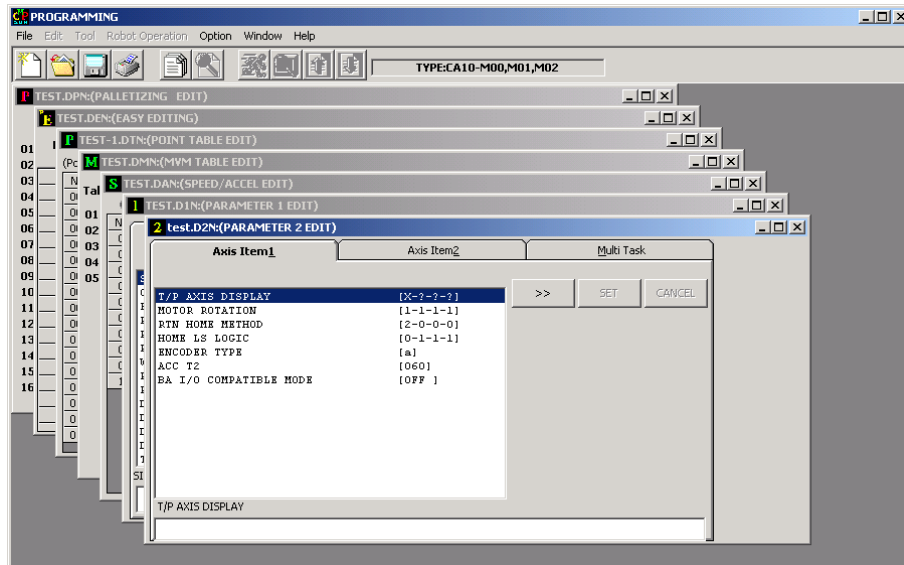 PROGRAMMING
File Edit Tool Robot Operation Option Window Help
TYPE:CA10-M00,M01,M02
TEST.DPN:(PALLETIZING EDIT)
TEST.DEN:(EASY EDITING)
TEST-1.DTN:(POINT TABLE EDIT)
TEST.DMN:(MVM TABLE EDIT)
TEST.DAN:(SPEED/ACCEL EDIT)
TEST.D1N:(PARAMETER 1 EDIT)
test.D2N:(PARAMETER 2 EDIT)
Axis Item1 Axis Item2 Multi Task
T/P AXIS DISPLAY [X-?-?-?]
MOTOR ROTATION [1-1-1-1]
RTN HOME METHOD [2-0-0-0]
HOME LS LOGIC [0-1-1-1]
ENCODER TYPE [a]
ACC T2 [060]
BA I/O COMPATIBLE MODE [OFF ]
>> SET CANCEL
T/P AXIS DISPLAY
01
02
03
04
05
06
07
08
09
10
11
12
13
14
15
16
Tal
01
02
03
04
05